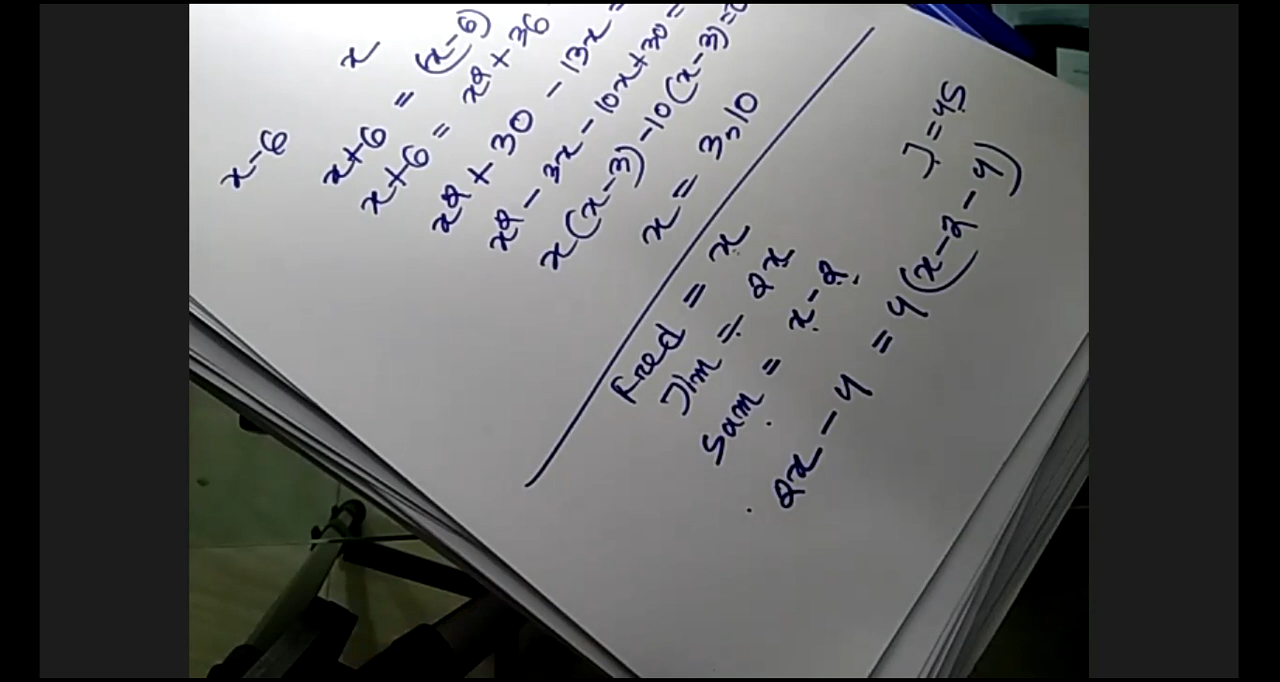 x-6 x
x+6 = (x-6)
x+6 = x2+36
x2+30-13x=
x2-3x-10x+30=
x(x-3)-10(x-3)=0
x = 3,10
Fred = x
Jim = 2x
Sam = x-2
J=45
2x-4 = 4(x-2-4)